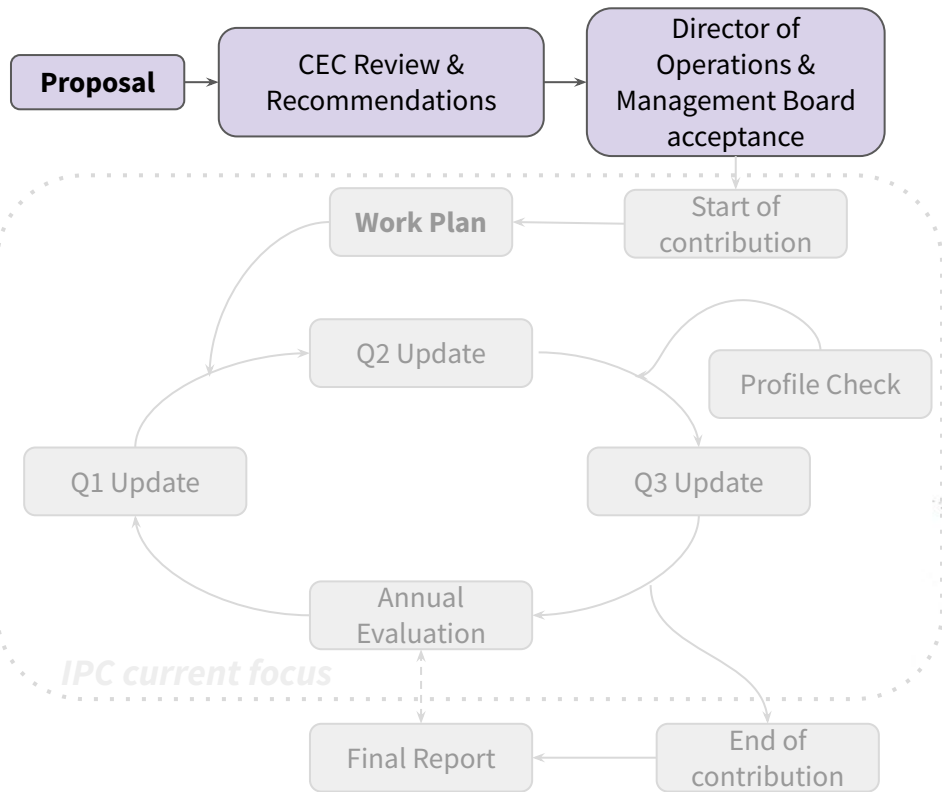 Proposal
CEC Review &
Recommendations
Director of
Operations &
Management Board
acceptance
Work Plan
Start of
contribution
Q2 Update
Profile Check
Q1 Update
Q3 Update
Annual
Evaluation
IPC current focus
Final Report
End of
contribution